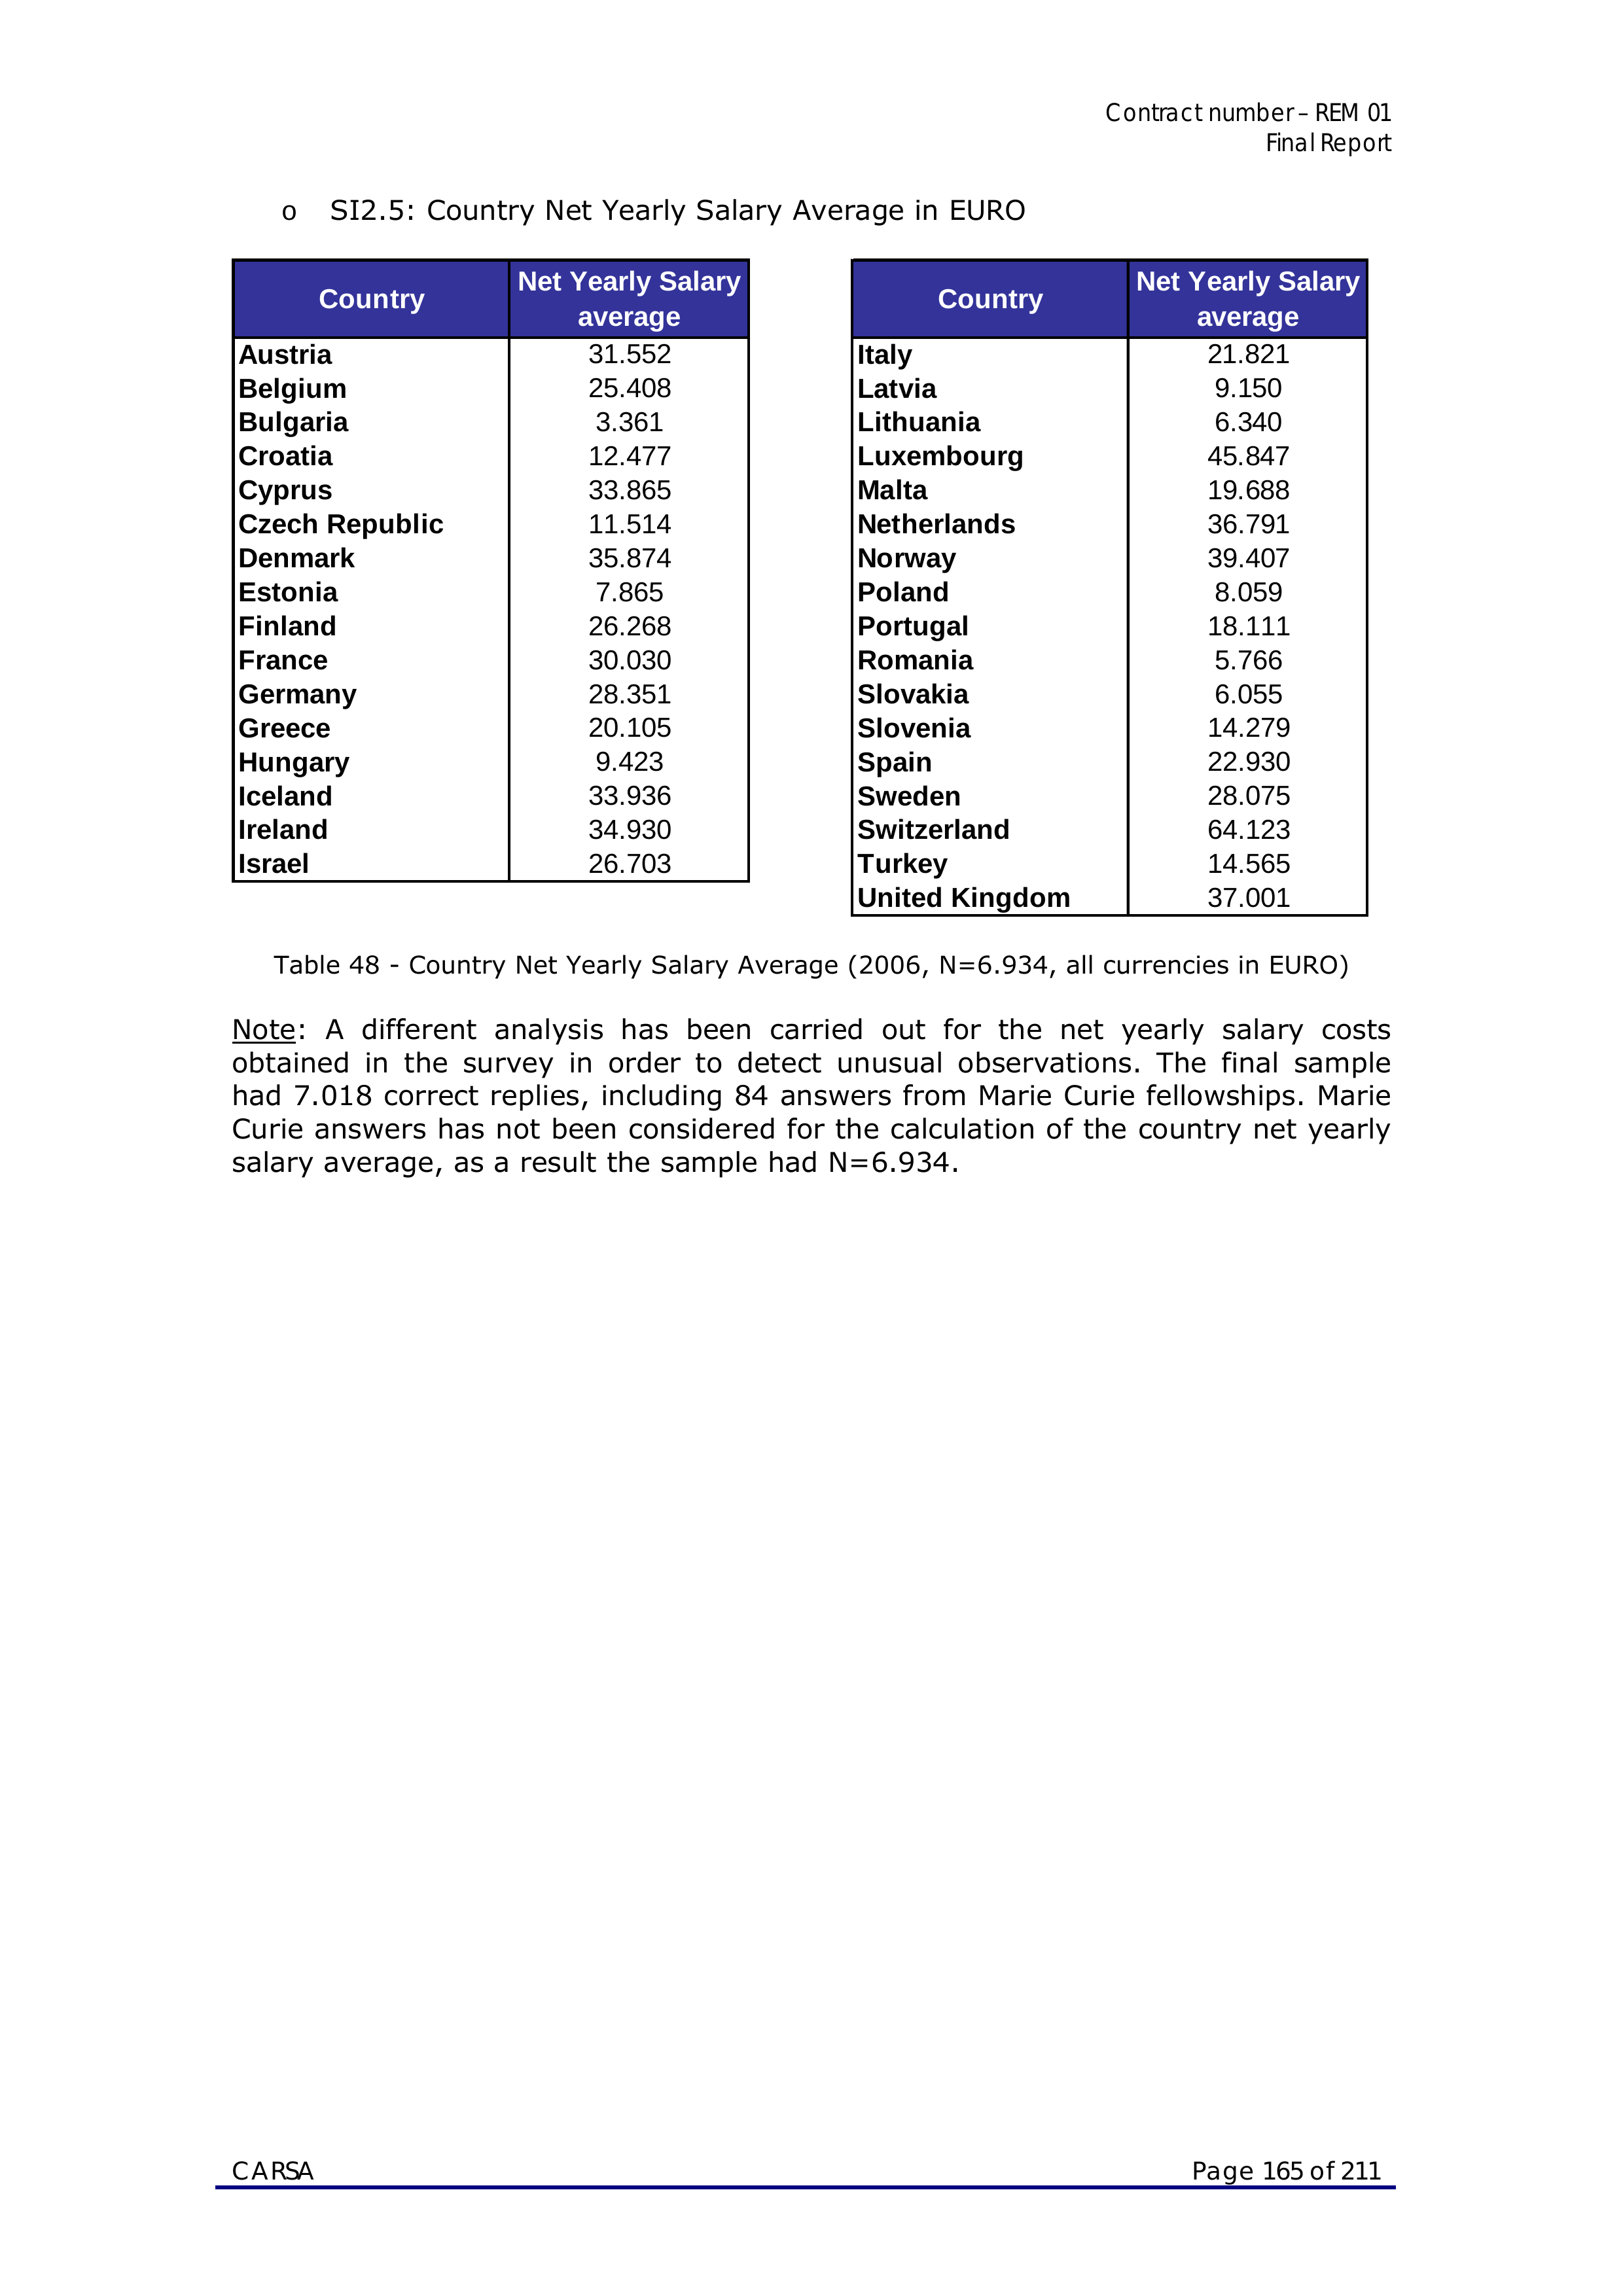 Contract number – REM 01
Final Report
o SI2.5: Country Net Yearly Salary Average in EURO
Country Net Yearly Salary average
Austria 31.552
Belgium 25.408
Bulgaria 3.361
Croatia 12.477
Cyprus 33.865
Czech Republic 11.514
Denmark 35.874
Estonia 7.865
Finland 26.268
France 30.030
Germany 28.351
Greece 20.105
Hungary 9.423
Iceland 33.936
Ireland 34.930
Israel 26.703
Country Net Yearly Salary average
Italy 21.821
Latvia 9.150
Lithuania 6.340
Luxembourg 45.847
Malta 19.688
Netherlands 36.791
Norway 39.407
Poland 8.059
Portugal 18.111
Romania 5.766
Slovakia 6.055
Slovenia 14.279
Spain 22.930
Sweden 28.075
Switzerland 64.123
Turkey 14.565
United Kingdom 37.001
Table 48 - Country Net Yearly Salary Average (2006, N=6.934, all currencies in EURO)
Note: A different analysis has been carried out for the net yearly salary costs
obtained in the survey in order to detect unusual observations. The final sample
had 7.018 correct replies, including 84 answers from Marie Curie fellowships. Marie
Curie answers has not been considered for the calculation of the country net yearly
salary average, as a result the sample had N=6.934.
CARSA Page 165 of 211